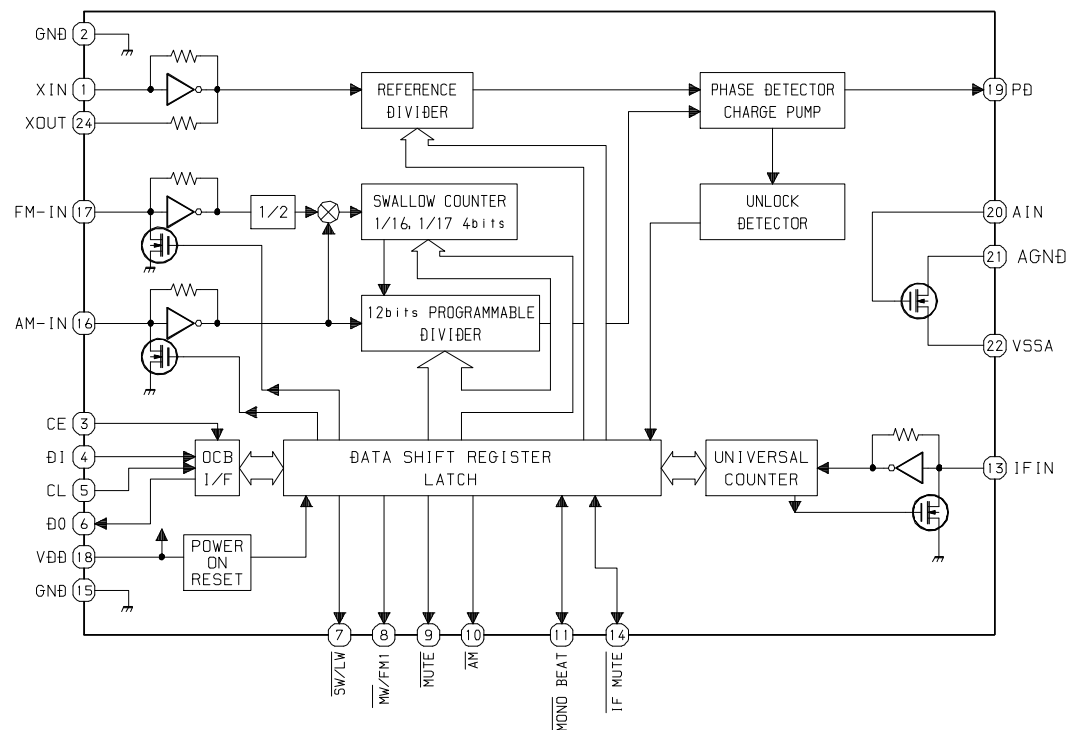 GND 2
XIN 1
XOUT 24
REFERENCE
DIVIDER
PHASE DETECTOR
CHARGE PUMP
19 PD
FM-IN 17
1/2
SWALLOW COUNTER
1/16, 1/17 4bits
UNLOCK
DETECTOR
20 AIN
21 AGND
AM-IN 16
12bits PROGRAMMABLE
DIVIDER
22 VSSA
CE 3
DI 4
CL 5
DO 6
VDD 18
GND 15
OCB
I/F
DATA SHIFT REGISTER
LATCH
UNIVERSAL
COUNTER
13 IFIN
POWER
ON
RESET
7
8
9
10
11
14
SW/LW
MW/FM1
MUTE
AM
MONO BEAT
IF MUTE